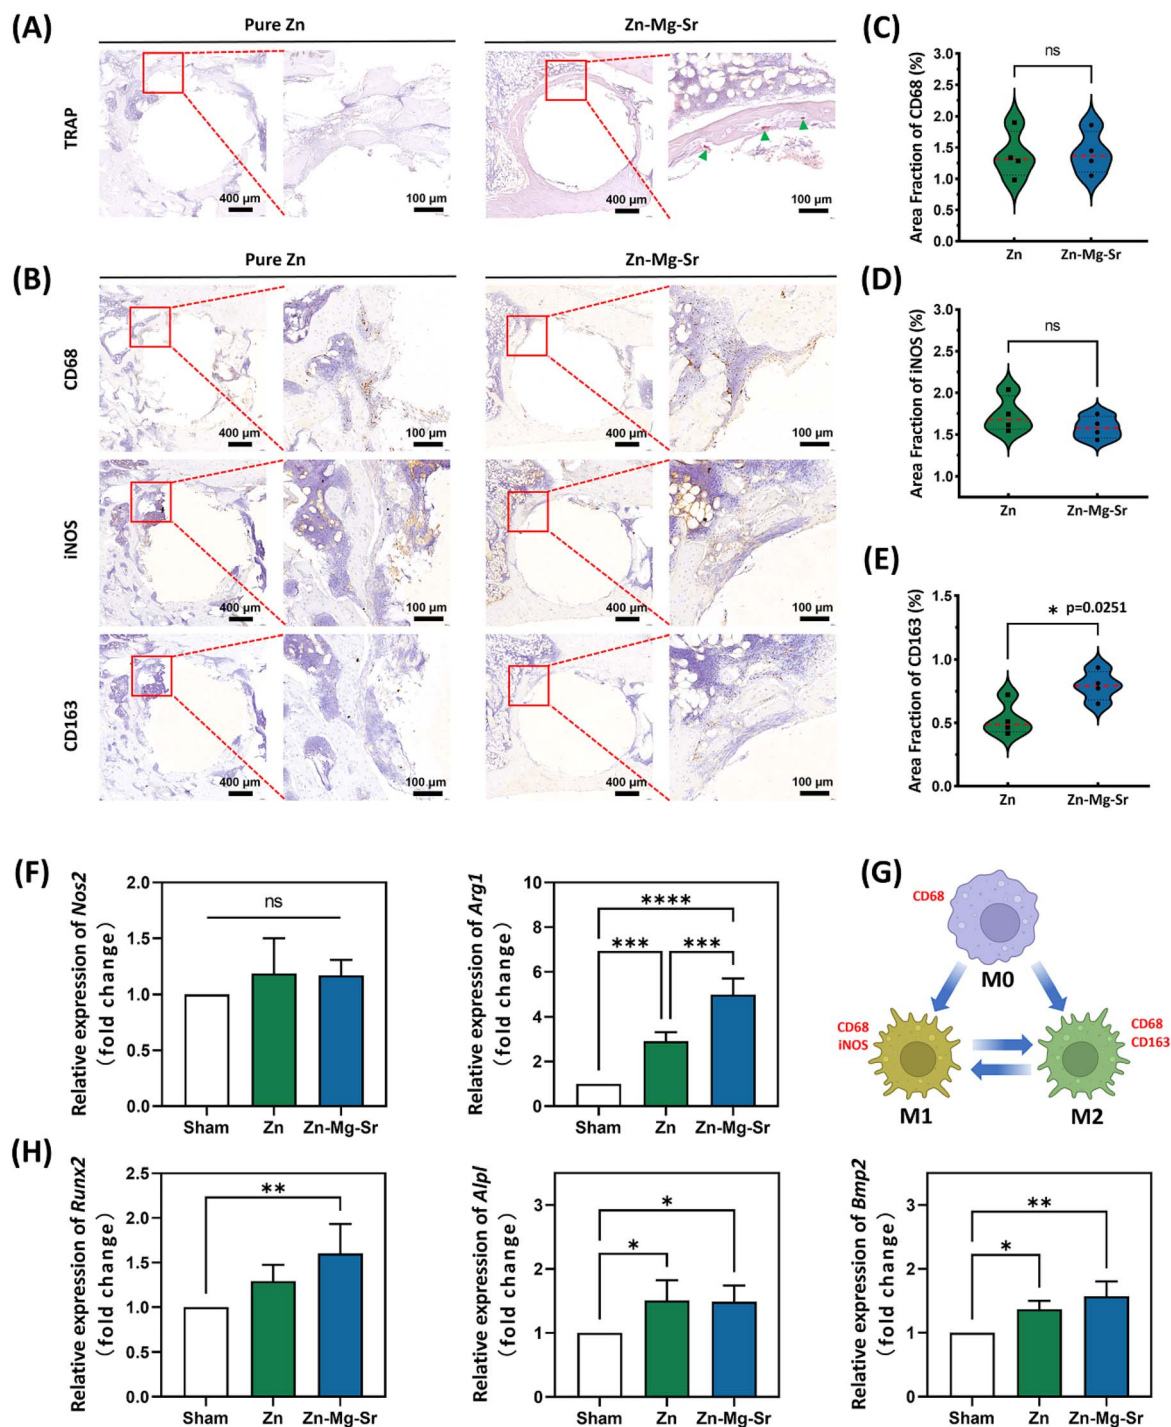 (A)
Pure Zn
Zn-Mg-Sr
TRAP
400 μm
100 μm
400 μm
100 μm
(B)
Pure Zn
Zn-Mg-Sr
CD68
400 μm
100 μm
400 μm
100 μm
iNOS
400 μm
100 μm
400 μm
100 μm
CD163
400 μm
100 μm
400 μm
100 μm
(C)
Area Fraction of CD68 (%)
3.0
2.5
2.0
1.5
1.0
0.5
0.0
ns
Zn
Zn-Mg-Sr
(D)
Area Fraction of iNOS (%)
3.0
2.5
2.0
1.5
1.0
ns
Zn
Zn-Mg-Sr
(E)
Area Fraction of CD163 (%)
1.5
1.0
0.5
0.0
* p=0.0251
Zn
Zn-Mg-Sr
(F)
Relative expression of Nos2
(fold change)
2.0
1.5
1.0
0.5
0.0
ns
Sham
Zn
Zn-Mg-Sr
Relative expression of Arg1
(fold change)
10
8
6
4
2
0
****
***
***
Sham
Zn
Zn-Mg-Sr
(G)
CD68
M0
CD68
iNOS
CD68
CD163
M1
M2
(H)
Relative expression of Runx2
(fold change)
2.5
2.0
1.5
1.0
0.5
0.0
**
Sham
Zn
Zn-Mg-Sr
Relative expression of Alpl
(fold change)
3
2
1
0
*
*
Sham
Zn
Zn-Mg-Sr
Relative expression of Bmp2
(fold change)
3
2
1
0
**
*
Sham
Zn
Zn-Mg-Sr